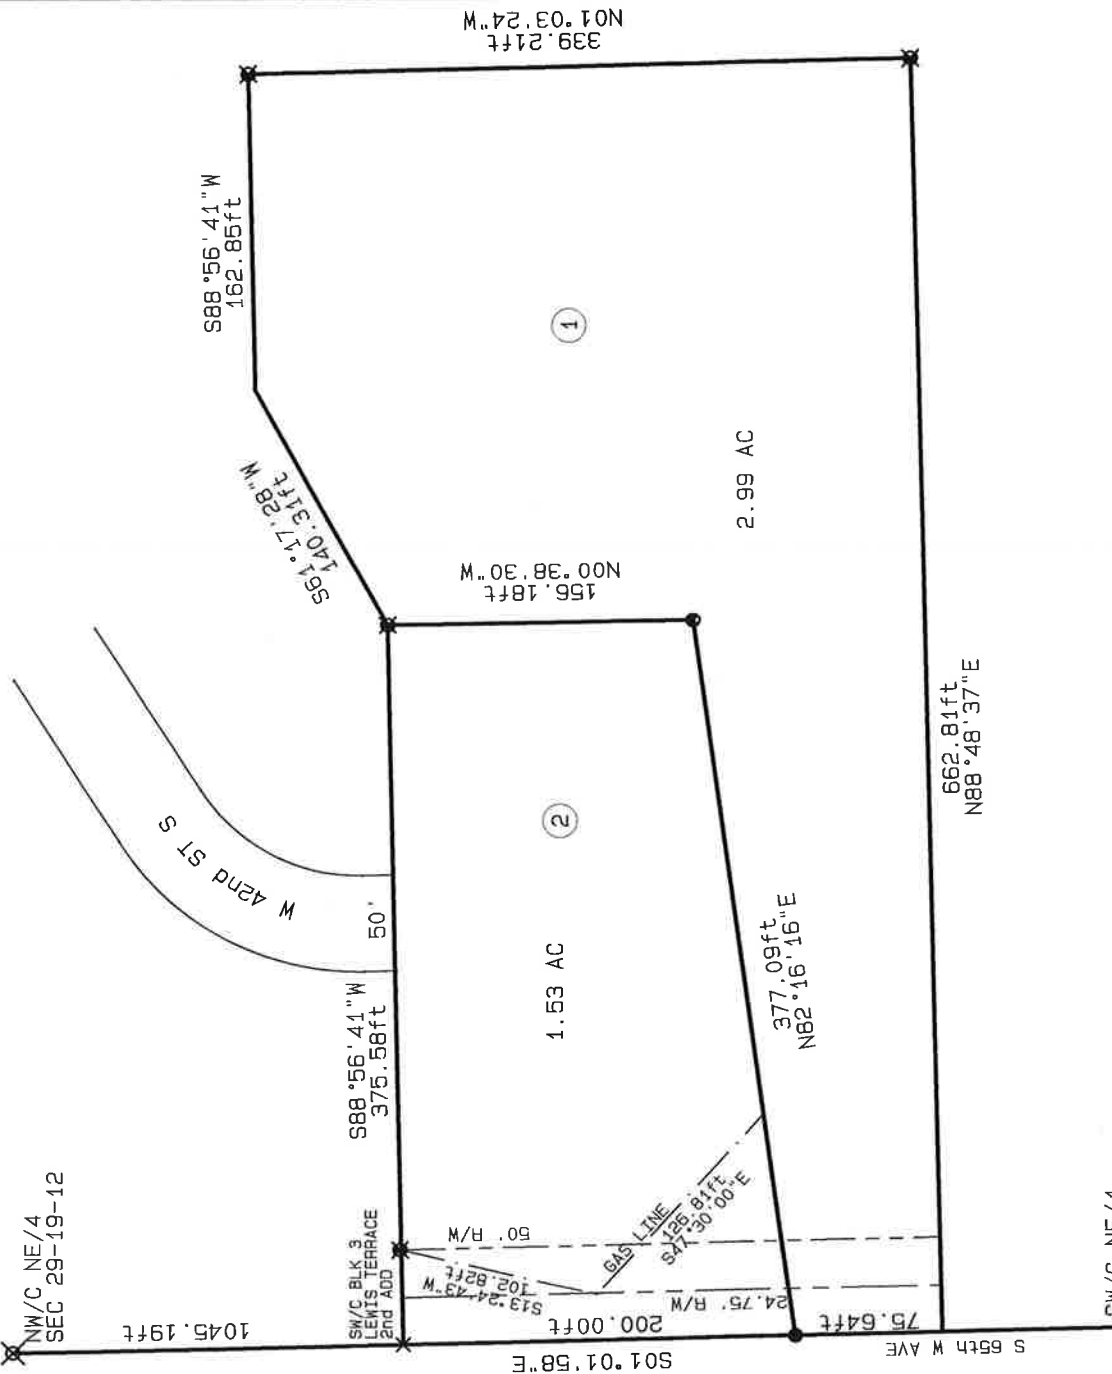 NW/C NE/4
SEC 29-19-12
1045.19ft
SW/C BLK 3
LEWIS TERRACE
2nd ADD
S88°56'41"W
375.58ft
50'
W 42nd ST S
S61°17'28"W
140.31ft
S88°56'41"W
162.85ft
339.21ft
N01°03'24"W
1
2.99 AC
156.18ft
N00°38'30"W
2
1.53 AC
377.09ft
N82°16'16"E
662.81ft
N88°48'37"E
50' R/W
GAS LINE
126.81ft
S47°30'00"E
S13°24'43"W
102.82ft
24.75' R/W
200.00ft
S01°01'58"E
75.64ft
S 65th W AVE
SW/C NE/4